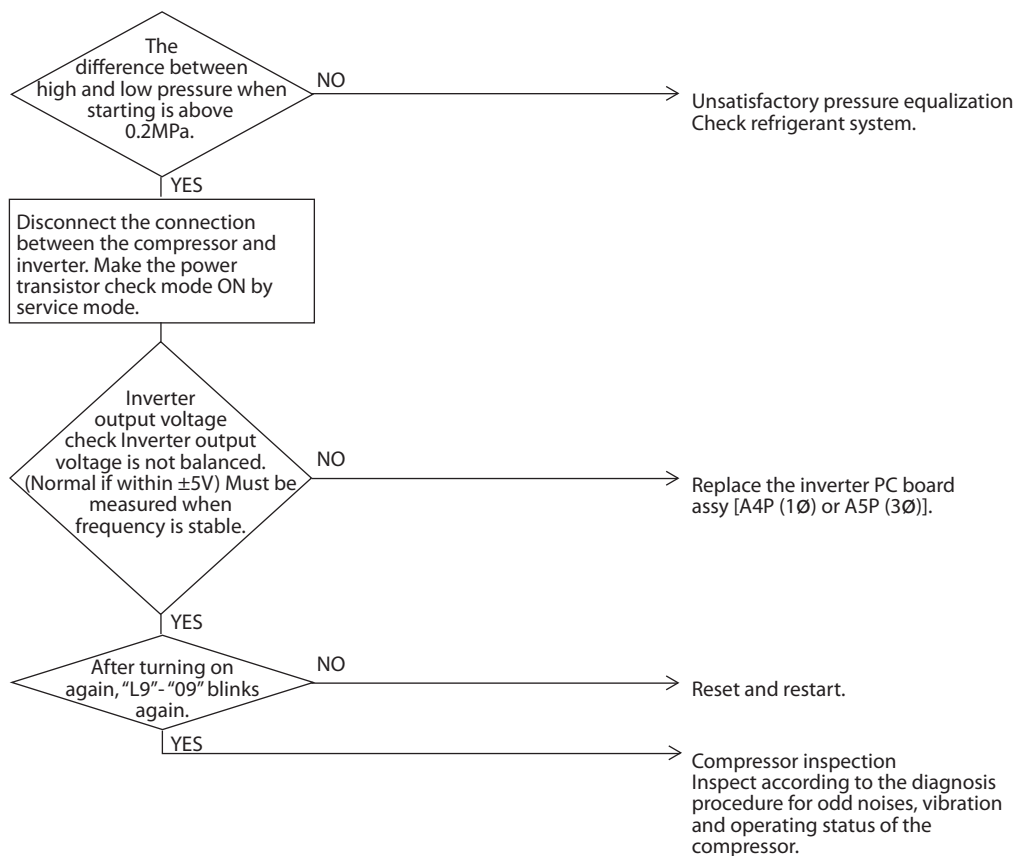 The
difference between
high and low pressure when
starting is above
0.2MPa.
NO
Unsatisfactory pressure equalization
Check refrigerant system.
YES
Disconnect the connection
between the compressor and
inverter. Make the power
transistor check mode ON by
service mode.
Inverter
output voltage
check Inverter output
voltage is not balanced.
(Normal if within ±5V) Must be
measured when
frequency is stable.
NO
Replace the inverter PC board
assy [A4P (1Ø) or A5P (3Ø)].
YES
After turning on
again, “L9”- “09” blinks
again.
NO
Reset and restart.
YES
Compressor inspection
Inspect according to the diagnosis
procedure for odd noises, vibration
and operating status of the
compressor.